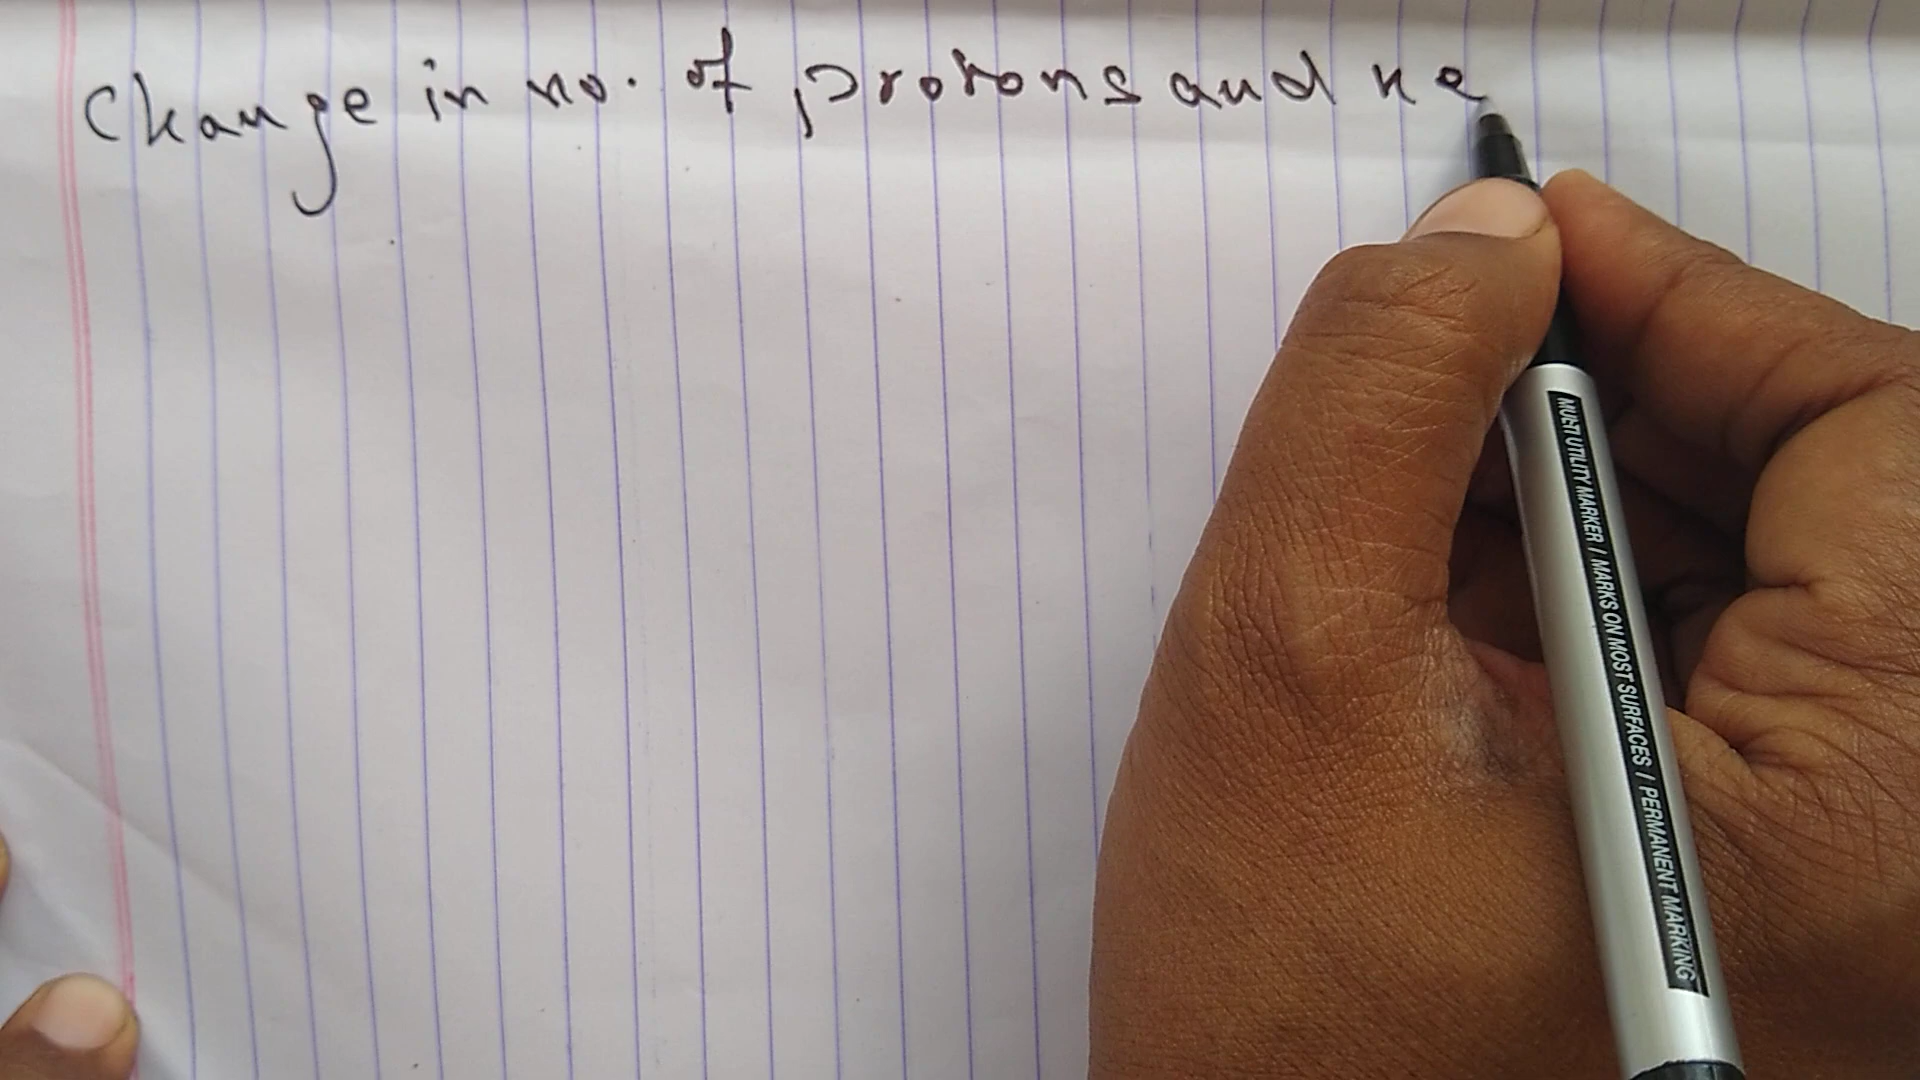 Change in no. of protons and ne
MULTI UTILITY MARKER / MARKS ON MOST SURFACES / PERMANENT MARKING